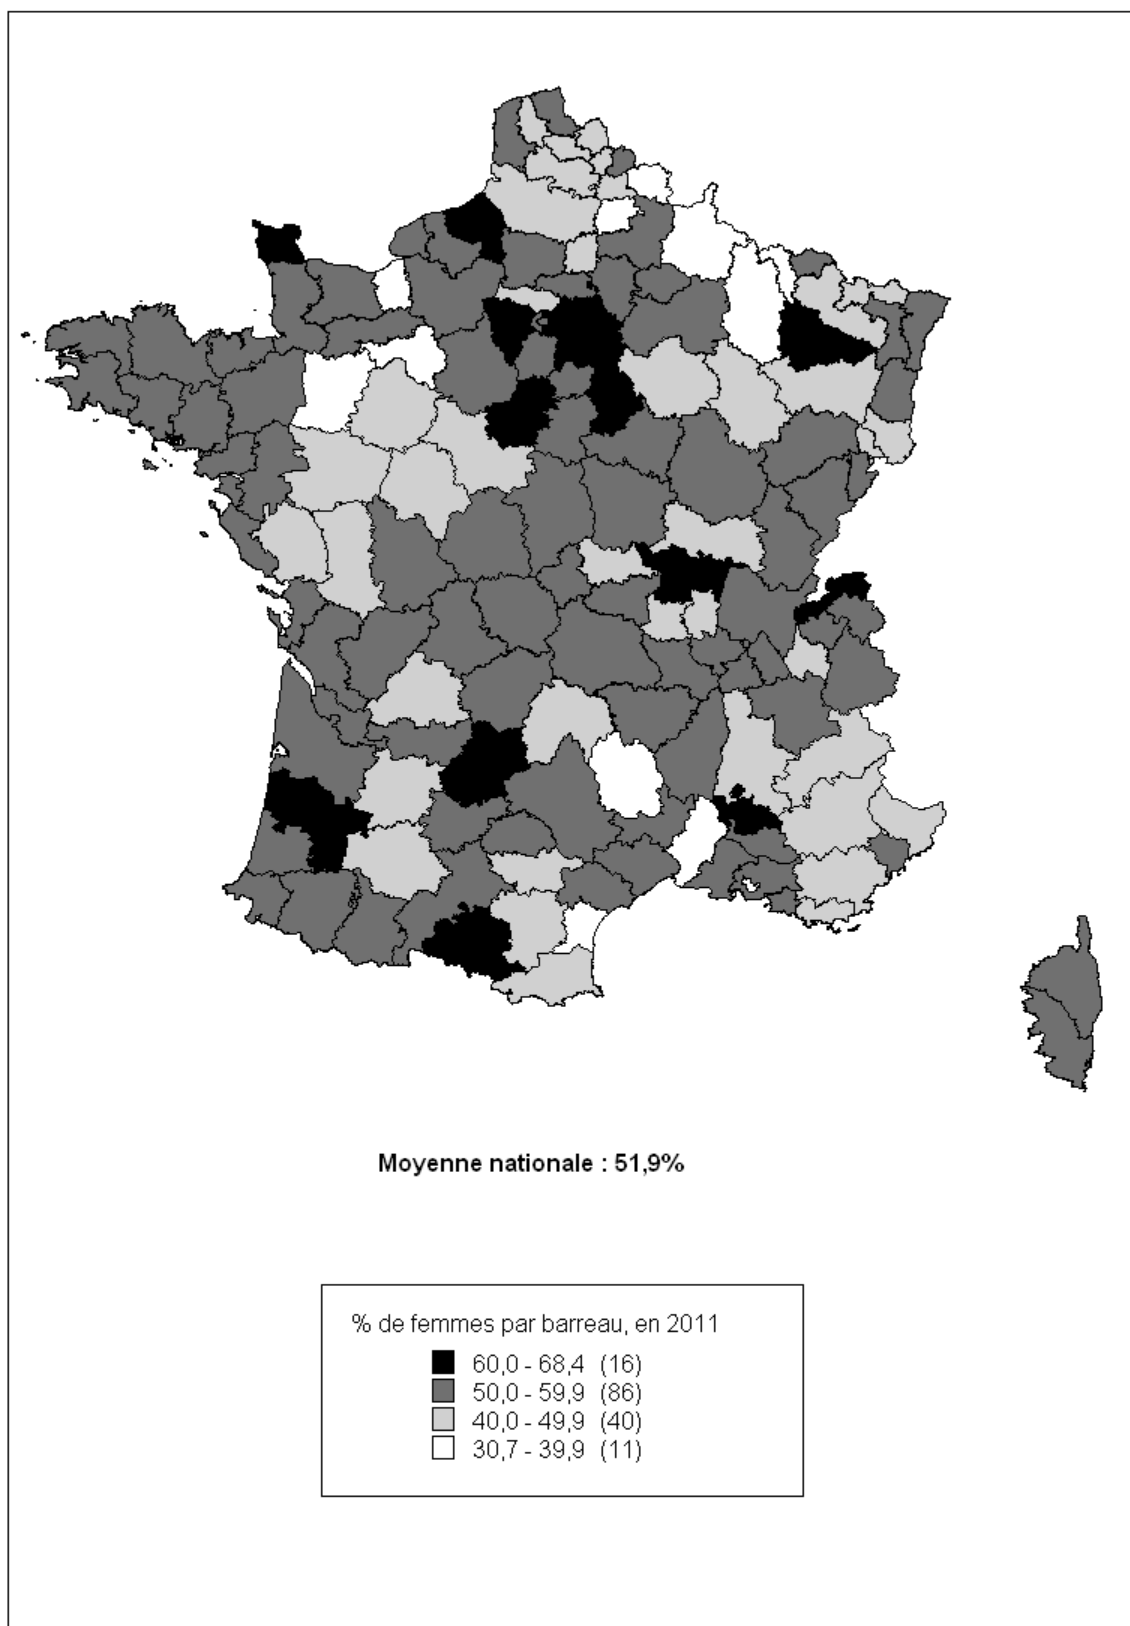 Moyenne nationale : 51,9%
% de femmes par barreau, en 2011
60,0 - 68,4 (16)
50,0 - 59,9 (86)
40,0 - 49,9 (40)
30,7 - 39,9 (11)